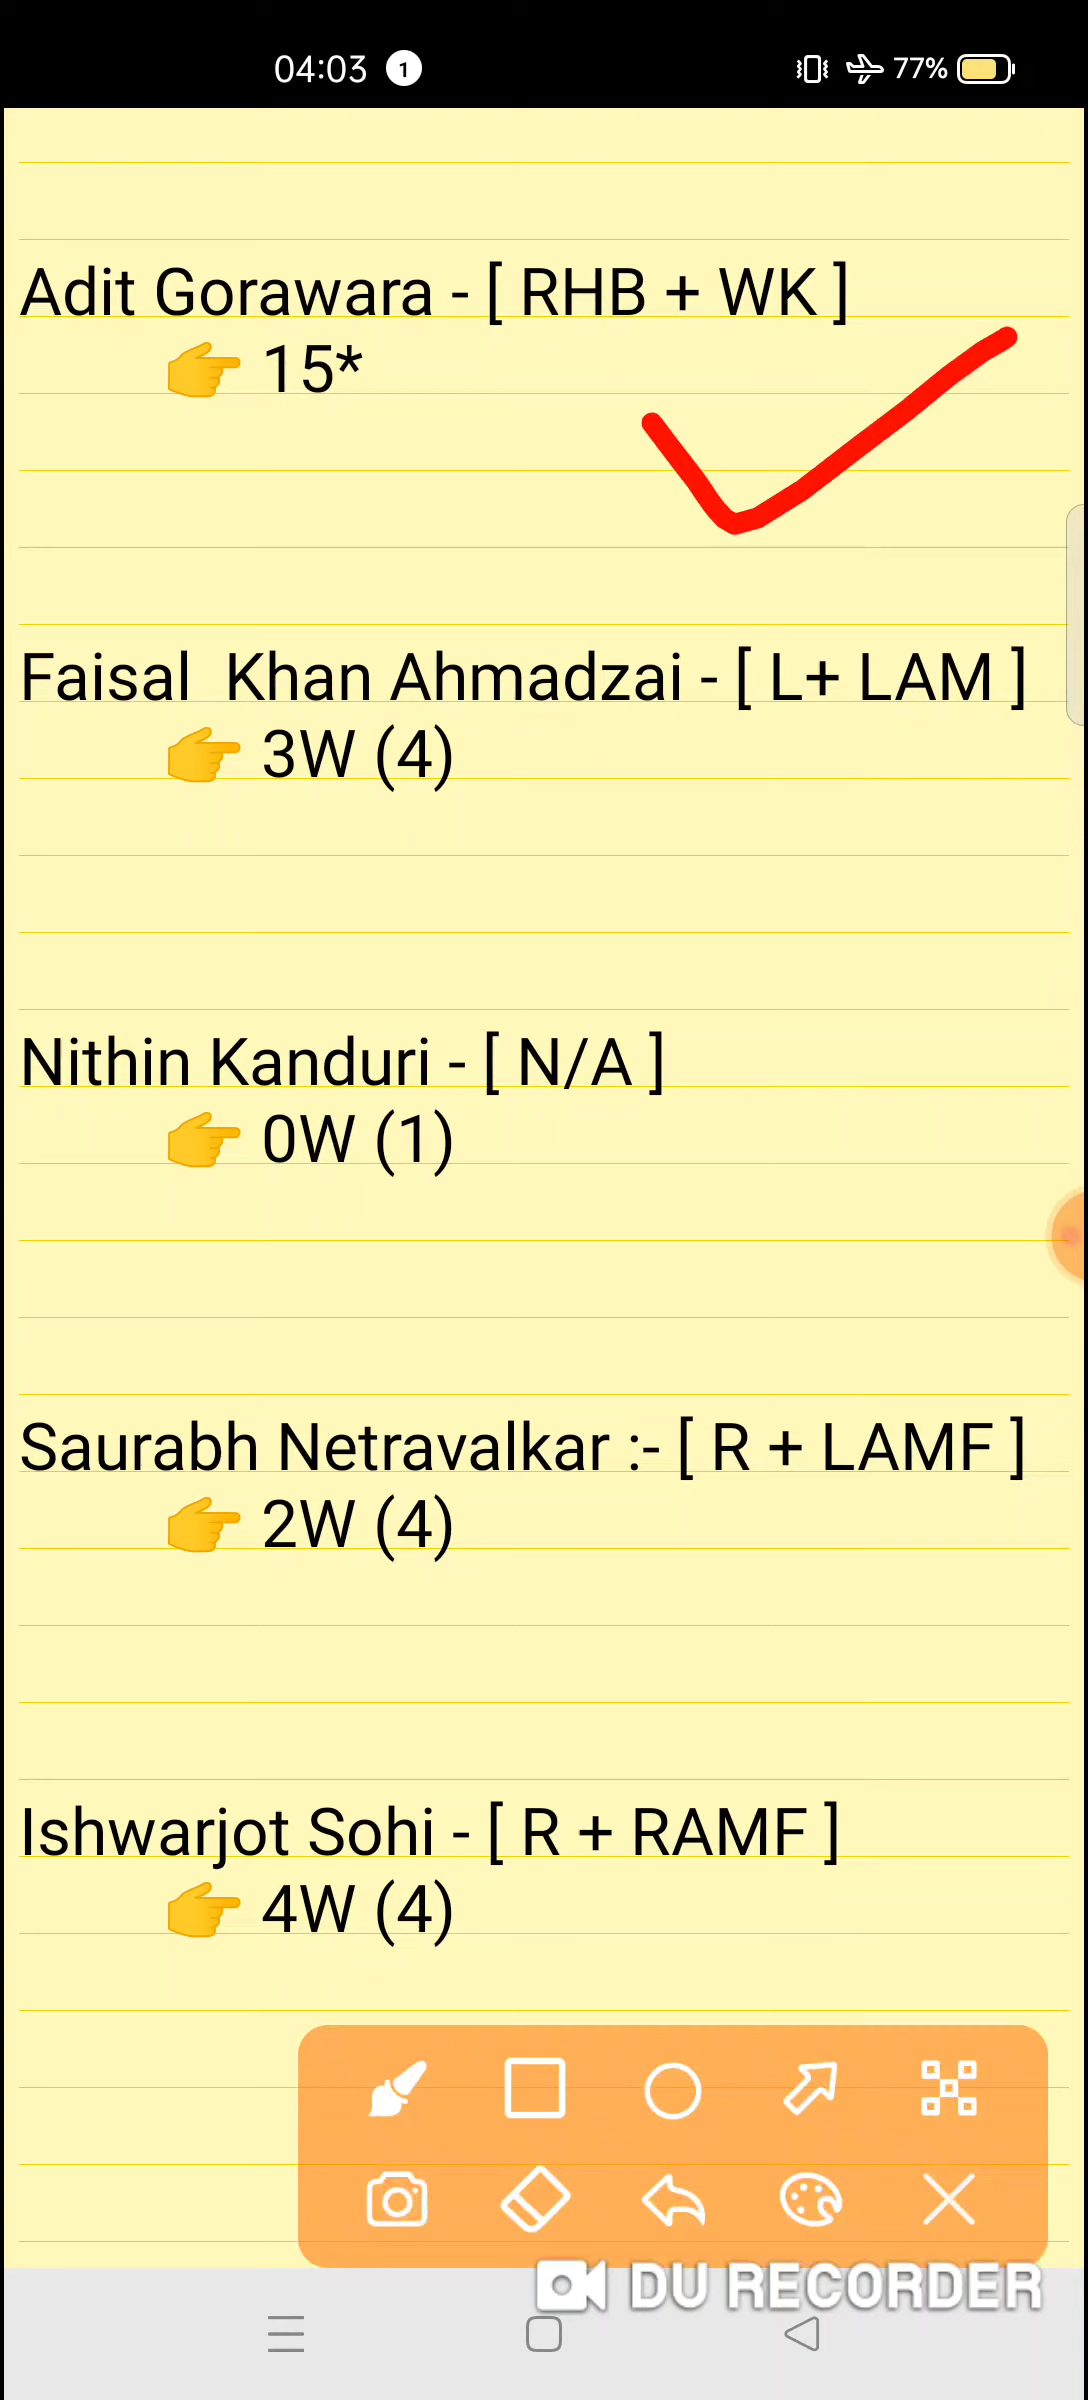 04:03 1 77%
Adit Gorawara - [ RHB + WK ]
👉 15*
Faisal  Khan Ahmadzai - [ L+ LAM ]
👉 3W (4)
Nithin Kanduri - [ N/A ]
👉 0W (1)
Saurabh Netravalkar :- [ R + LAMF ]
👉 2W (4)
Ishwarjot Sohi - [ R + RAMF ]
👉 4W (4)
DU RECORDER